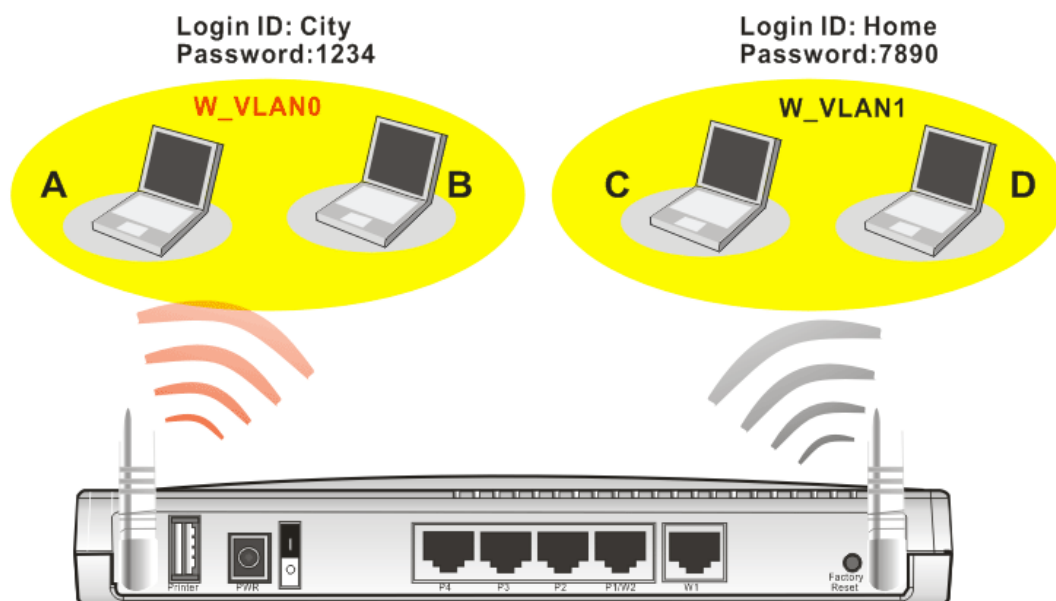 Login ID: City
Password:1234
Login ID: Home
Password:7890
W_VLAN0
W_VLAN1
A
B
C
D
Printer
PWR
P4
P3
P2
P1/W2
W1
Factory
Reset